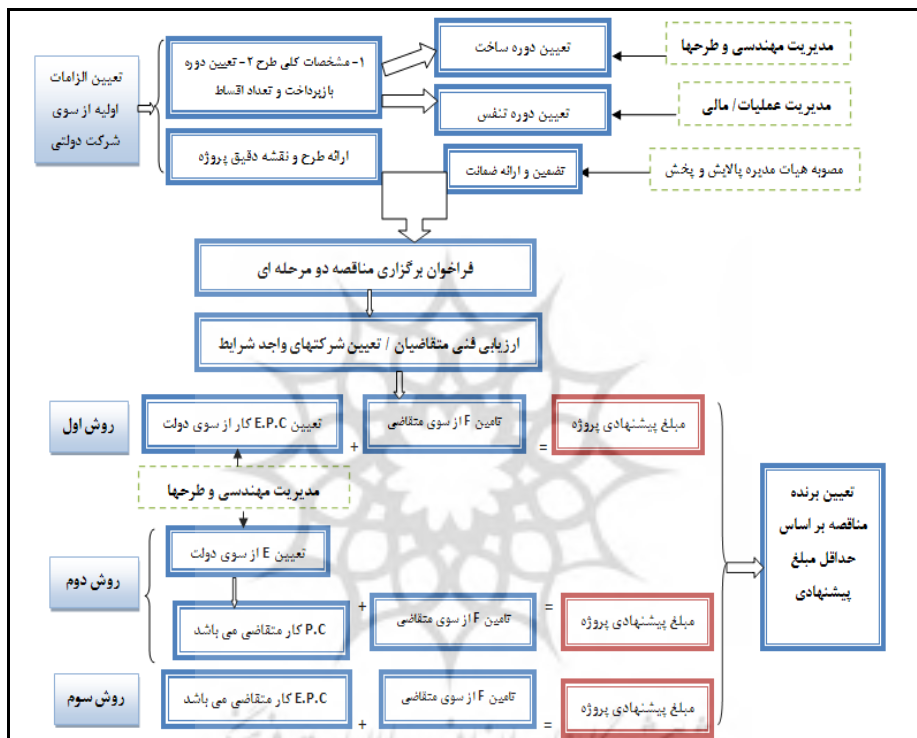 تعیین الزامات
اولیه از سوی
شرکت دولتی
۱- مشخصات کلی طرح ۲- تعیین دوره
بازپرداخت و تعداد اقساط
ارائه طرح و نقشه دقیق پروژه
تعیین دوره ساخت
مدیریت مهندسی و طرحها
تعیین دوره تنفس
مدیریت عملیات/ مالی
تضمین و ارائه ضمانت
مصوبه هیات مدیره پالایش و پخش
فراخوان برگزاری مناقصه دو مرحله ای
ارزیابی فنی متقاضیان / تعیین شرکتهای واجد شرایط
روش اول
تعیین E.P.C کار از سوی دولت
+
تامین F از سوی متقاضی
=
مبلغ پیشنهادی پروژه
مدیریت مهندسی و طرحها
روش دوم
تعیین E از سوی دولت
P.C کار متقاضی می باشد
+
تامین F از سوی متقاضی
=
مبلغ پیشنهادی پروژه
روش سوم
E.P.C کار متقاضی می باشد
+
تامین F از سوی متقاضی
=
مبلغ پیشنهادی پروژه
تعیین برنده
مناقصه بر اساس
حداقل مبلغ
پیشنهادی